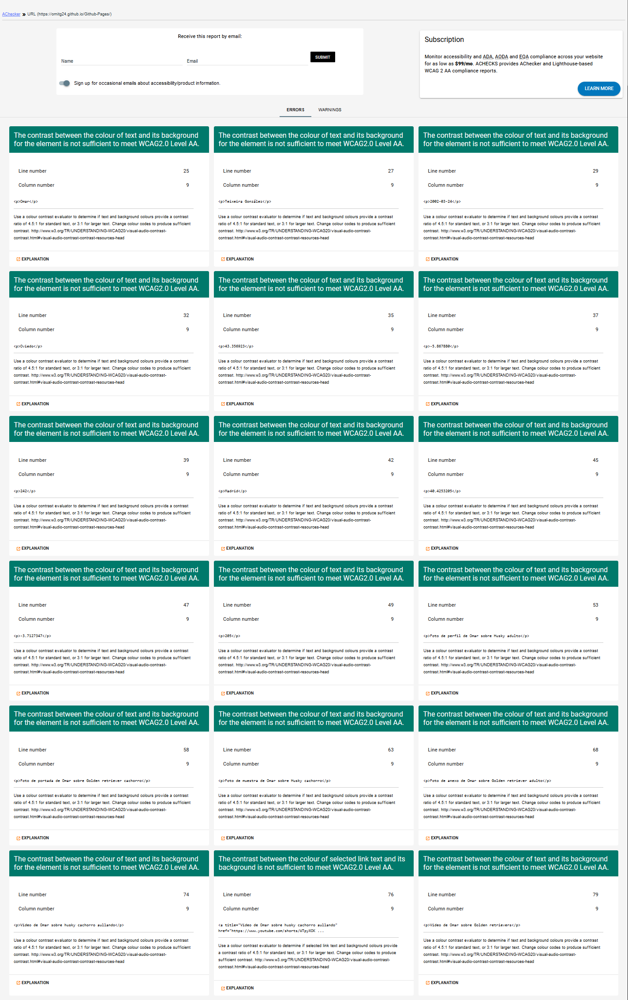 AChecker » URL (https://omitg24.github.io/Github-Pages/)
Receive this report by email:
Name
Email
SUBMIT
Sign up for occasional emails about accessibility/product information.
Subscription
Monitor accessibility and ADA, AODA and EQA compliance across your website
for as low as $99/mo. ACHECKS provides AChecker and Lighthouse-based
WCAG 2 AA compliance reports.
LEARN MORE
ERRORS
WARNINGS
The contrast between the colour of text and its background
for the element is not sufficient to meet WCAG2.0 Level AA.
Line number 25
Column number 9
<p>Omar</p>
Use a colour contrast evaluator to determine if text and background colours provide a contrast
ratio of 4.5:1 for standard text, or 3:1 for larger text. Change colour codes to produce sufficient
contrast. http://www.w3.org/TR/UNDERSTANDING-WCAG20/visual-audio-contrast-
contrast.html#visual-audio-contrast-contrast-resources-head
EXPLANATION
The contrast between the colour of text and its background
for the element is not sufficient to meet WCAG2.0 Level AA.
Line number 27
Column number 9
<p>Teixeira González</p>
Use a colour contrast evaluator to determine if text and background colours provide a contrast
ratio of 4.5:1 for standard text, or 3:1 for larger text. Change colour codes to produce sufficient
contrast. http://www.w3.org/TR/UNDERSTANDING-WCAG20/visual-audio-contrast-
contrast.html#visual-audio-contrast-contrast-resources-head
EXPLANATION
The contrast between the colour of text and its background
for the element is not sufficient to meet WCAG2.0 Level AA.
Line number 29
Column number 9
<p>2002-03-24</p>
Use a colour contrast evaluator to determine if text and background colours provide a contrast
ratio of 4.5:1 for standard text, or 3:1 for larger text. Change colour codes to produce sufficient
contrast. http://www.w3.org/TR/UNDERSTANDING-WCAG20/visual-audio-contrast-
contrast.html#visual-audio-contrast-contrast-resources-head
EXPLANATION
The contrast between the colour of text and its background
for the element is not sufficient to meet WCAG2.0 Level AA.
Line number 32
Column number 9
<p>Oviedo</p>
Use a colour contrast evaluator to determine if text and background colours provide a contrast
ratio of 4.5:1 for standard text, or 3:1 for larger text. Change colour codes to produce sufficient
contrast. http://www.w3.org/TR/UNDERSTANDING-WCAG20/visual-audio-contrast-
contrast.html#visual-audio-contrast-contrast-resources-head
EXPLANATION
The contrast between the colour of text and its background
for the element is not sufficient to meet WCAG2.0 Level AA.
Line number 35
Column number 9
<p>43.356923</p>
Use a colour contrast evaluator to determine if text and background colours provide a contrast
ratio of 4.5:1 for standard text, or 3:1 for larger text. Change colour codes to produce sufficient
contrast. http://www.w3.org/TR/UNDERSTANDING-WCAG20/visual-audio-contrast-
contrast.html#visual-audio-contrast-contrast-resources-head
EXPLANATION
The contrast between the colour of text and its background
for the element is not sufficient to meet WCAG2.0 Level AA.
Line number 37
Column number 9
<p>-5.867880</p>
Use a colour contrast evaluator to determine if text and background colours provide a contrast
ratio of 4.5:1 for standard text, or 3:1 for larger text. Change colour codes to produce sufficient
contrast. http://www.w3.org/TR/UNDERSTANDING-WCAG20/visual-audio-contrast-
contrast.html#visual-audio-contrast-contrast-resources-head
EXPLANATION
The contrast between the colour of text and its background
for the element is not sufficient to meet WCAG2.0 Level AA.
Line number 39
Column number 9
<p>242</p>
Use a colour contrast evaluator to determine if text and background colours provide a contrast
ratio of 4.5:1 for standard text, or 3:1 for larger text. Change colour codes to produce sufficient
contrast. http://www.w3.org/TR/UNDERSTANDING-WCAG20/visual-audio-contrast-
contrast.html#visual-audio-contrast-contrast-resources-head
EXPLANATION
The contrast between the colour of text and its background
for the element is not sufficient to meet WCAG2.0 Level AA.
Line number 42
Column number 9
<p>Madrid</p>
Use a colour contrast evaluator to determine if text and background colours provide a contrast
ratio of 4.5:1 for standard text, or 3:1 for larger text. Change colour codes to produce sufficient
contrast. http://www.w3.org/TR/UNDERSTANDING-WCAG20/visual-audio-contrast-
contrast.html#visual-audio-contrast-contrast-resources-head
EXPLANATION
The contrast between the colour of text and its background
for the element is not sufficient to meet WCAG2.0 Level AA.
Line number 45
Column number 9
<p>40.4253205</p>
Use a colour contrast evaluator to determine if text and background colours provide a contrast
ratio of 4.5:1 for standard text, or 3:1 for larger text. Change colour codes to produce sufficient
contrast. http://www.w3.org/TR/UNDERSTANDING-WCAG20/visual-audio-contrast-
contrast.html#visual-audio-contrast-contrast-resources-head
EXPLANATION
The contrast between the colour of text and its background
for the element is not sufficient to meet WCAG2.0 Level AA.
Line number 47
Column number 9
<p>-3.7127347</p>
Use a colour contrast evaluator to determine if text and background colours provide a contrast
ratio of 4.5:1 for standard text, or 3:1 for larger text. Change colour codes to produce sufficient
contrast. http://www.w3.org/TR/UNDERSTANDING-WCAG20/visual-audio-contrast-
contrast.html#visual-audio-contrast-contrast-resources-head
EXPLANATION
The contrast between the colour of text and its background
for the element is not sufficient to meet WCAG2.0 Level AA.
Line number 49
Column number 9
<p>205</p>
Use a colour contrast evaluator to determine if text and background colours provide a contrast
ratio of 4.5:1 for standard text, or 3:1 for larger text. Change colour codes to produce sufficient
contrast. http://www.w3.org/TR/UNDERSTANDING-WCAG20/visual-audio-contrast-
contrast.html#visual-audio-contrast-contrast-resources-head
EXPLANATION
The contrast between the colour of text and its background
for the element is not sufficient to meet WCAG2.0 Level AA.
Line number 53
Column number 9
<p>Foto de perfil de Omar sobre Husky adulto</p>
Use a colour contrast evaluator to determine if text and background colours provide a contrast
ratio of 4.5:1 for standard text, or 3:1 for larger text. Change colour codes to produce sufficient
contrast. http://www.w3.org/TR/UNDERSTANDING-WCAG20/visual-audio-contrast-
contrast.html#visual-audio-contrast-contrast-resources-head
EXPLANATION
The contrast between the colour of text and its background
for the element is not sufficient to meet WCAG2.0 Level AA.
Line number 58
Column number 9
<p>Foto de portada de Omar sobre Golden retriever cachorro</p>
Use a colour contrast evaluator to determine if text and background colours provide a contrast
ratio of 4.5:1 for standard text, or 3:1 for larger text. Change colour codes to produce sufficient
contrast. http://www.w3.org/TR/UNDERSTANDING-WCAG20/visual-audio-contrast-
contrast.html#visual-audio-contrast-contrast-resources-head
EXPLANATION
The contrast between the colour of text and its background
for the element is not sufficient to meet WCAG2.0 Level AA.
Line number 63
Column number 9
<p>Foto de muestra de Omar sobre Husky cachorro</p>
Use a colour contrast evaluator to determine if text and background colours provide a contrast
ratio of 4.5:1 for standard text, or 3:1 for larger text. Change colour codes to produce sufficient
contrast. http://www.w3.org/TR/UNDERSTANDING-WCAG20/visual-audio-contrast-
contrast.html#visual-audio-contrast-contrast-resources-head
EXPLANATION
The contrast between the colour of text and its background
for the element is not sufficient to meet WCAG2.0 Level AA.
Line number 68
Column number 9
<p>Foto de anexo de Omar sobre Golden retriever adulto</p>
Use a colour contrast evaluator to determine if text and background colours provide a contrast
ratio of 4.5:1 for standard text, or 3:1 for larger text. Change colour codes to produce sufficient
contrast. http://www.w3.org/TR/UNDERSTANDING-WCAG20/visual-audio-contrast-
contrast.html#visual-audio-contrast-contrast-resources-head
EXPLANATION
The contrast between the colour of text and its background
for the element is not sufficient to meet WCAG2.0 Level AA.
Line number 74
Column number 9
<p>Video de Omar sobre husky cachorro aullando</p>
Use a colour contrast evaluator to determine if text and background colours provide a contrast
ratio of 4.5:1 for standard text, or 3:1 for larger text. Change colour codes to produce sufficient
contrast. http://www.w3.org/TR/UNDERSTANDING-WCAG20/visual-audio-contrast-
contrast.html#visual-audio-contrast-contrast-resources-head
EXPLANATION
The contrast between the colour of selected link text and its
background is not sufficient to meet WCAG2.0 Level AA.
Line number 76
Column number 9
<a title="Video de Omar sobre husky cachorro aullando"
href="https://www.youtube.com/shorts/WTpyXOK ...
Use a colour contrast evaluator to determine if selected link text and background colours provide
a contrast ratio of 4.5:1 for standard text, or 3:1 for larger text. Change colour codes to produce
sufficient contrast. http://www.w3.org/TR/UNDERSTANDING-WCAG20/visual-audio-contrast-
contrast.html#visual-audio-contrast-contrast-resources-head
EXPLANATION
The contrast between the colour of text and its background
for the element is not sufficient to meet WCAG2.0 Level AA.
Line number 79
Column number 9
<p>Video de Omar sobre Golden retrievers</p>
Use a colour contrast evaluator to determine if text and background colours provide a contrast
ratio of 4.5:1 for standard text, or 3:1 for larger text. Change colour codes to produce sufficient
contrast. http://www.w3.org/TR/UNDERSTANDING-WCAG20/visual-audio-contrast-
contrast.html#visual-audio-contrast-contrast-resources-head
EXPLANATION